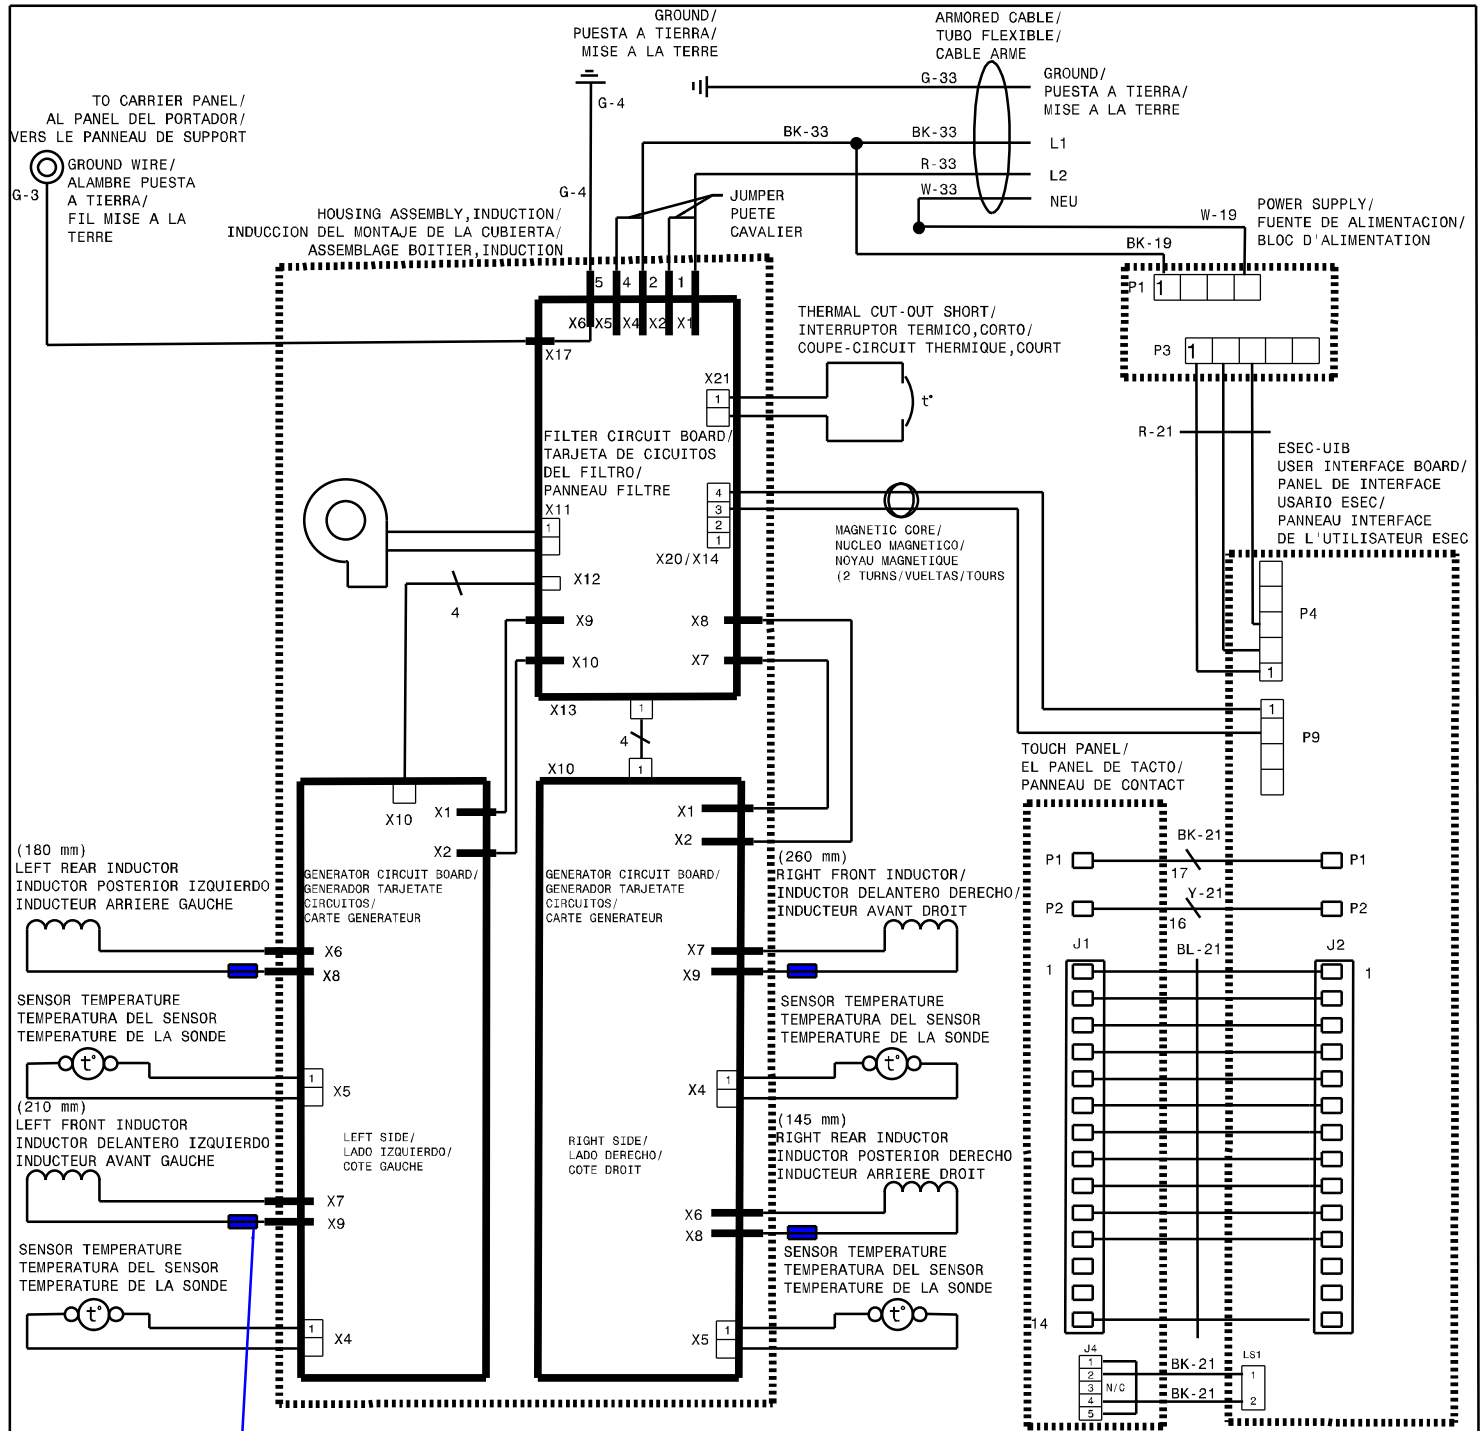 GROUND/
PUESTA A TIERRA/
MISE A LA TERRE
ARMORED CABLE/
TUBO FLEXIBLE/
CABLE ARME
G-33
GROUND/
PUESTA A TIERRA/
MISE A LA TERRE
G-4
TO CARRIER PANEL/
AL PANEL DEL PORTADOR/
VERS LE PANNEAU DE SUPPORT
GROUND WIRE/
ALAMBRE PUESTA
A TIERRA/
FIL MISE A LA
TERRE
G-3
BK-33
BK-33
L1
R-33
L2
W-33
NEU
G-4
JUMPER
PUETE
CAVALIER
HOUSING ASSEMBLY,INDUCTION/
INDUCCION DEL MONTAJE DE LA CUBIERTA/
ASSEMBLAGE BOITIER,INDUCTION
W-19
BK-19
POWER SUPPLY/
FUENTE DE ALIMENTACION/
BLOC D'ALIMENTATION
P1
1
P3
1
5
4
2
1
X6
X5
X4
X2
X1
X17
THERMAL CUT-OUT SHORT/
INTERRUPTOR TERMICO,CORTO/
COUPE-CIRCUIT THERMIQUE,COURT
X21
1
t°
FILTER CIRCUIT BOARD/
TARJETA DE CICUITOS
DEL FILTRO/
PANNEAU FILTRE
R-21
ESEC-UIB
USER INTERFACE BOARD/
PANEL DE INTERFACE
USARIO ESEC/
PANNEAU INTERFACE
DE L'UTILISATEUR ESEC
X11
1
4
3
2
1
X20/X14
MAGNETIC CORE/
NUCLEO MAGNETICO/
NOYAU MAGNETIQUE
(2 TURNS/VUELTAS/TOURS
X12
4
X9
X8
X10
X7
P4
1
X13
1
4
X10
1
1
P9
TOUCH PANEL/
EL PANEL DE TACTO/
PANNEAU DE CONTACT
X10
X1
X2
X1
X2
(180 mm)
LEFT REAR INDUCTOR
INDUCTOR POSTERIOR IZQUIERDO
INDUCTEUR ARRIERE GAUCHE
GENERATOR CIRCUIT BOARD/
GENERADOR TARJETATE
CIRCUITOS/
CARTE GENERATEUR
GENERATOR CIRCUIT BOARD/
GENERADOR TARJETATE
CIRCUITOS/
CARTE GENERATEUR
(260 mm)
RIGHT FRONT INDUCTOR/
INDUCTOR DELANTERO DERECHO/
INDUCTEUR AVANT DROIT
P1
BK-21
17
P1
P2
Y-21
16
P2
X6
X8
X7
X9
J1
BL-21
J2
1
1
SENSOR TEMPERATURE
TEMPERATURA DEL SENSOR
TEMPERATURE DE LA SONDE
t°
1
X5
SENSOR TEMPERATURE
TEMPERATURA DEL SENSOR
TEMPERATURE DE LA SONDE
t°
X4
1
(210 mm)
LEFT FRONT INDUCTOR
INDUCTOR DELANTERO IZQUIERDO
INDUCTEUR AVANT GAUCHE
LEFT SIDE/
LADO IZQUIERDO/
COTE GAUCHE
RIGHT SIDE/
LADO DERECHO/
COTE DROIT
(145 mm)
RIGHT REAR INDUCTOR
INDUCTOR POSTERIOR DERECHO
INDUCTEUR ARRIERE DROIT
X7
X9
X6
X8
SENSOR TEMPERATURE
TEMPERATURA DEL SENSOR
TEMPERATURE DE LA SONDE
t°
1
X4
SENSOR TEMPERATURE
TEMPERATURA DEL SENSOR
TEMPERATURE DE LA SONDE
t°
X5
1
14
J4
1
2
3
4
5
N/C
BK-21
BK-21
LS1
1
2